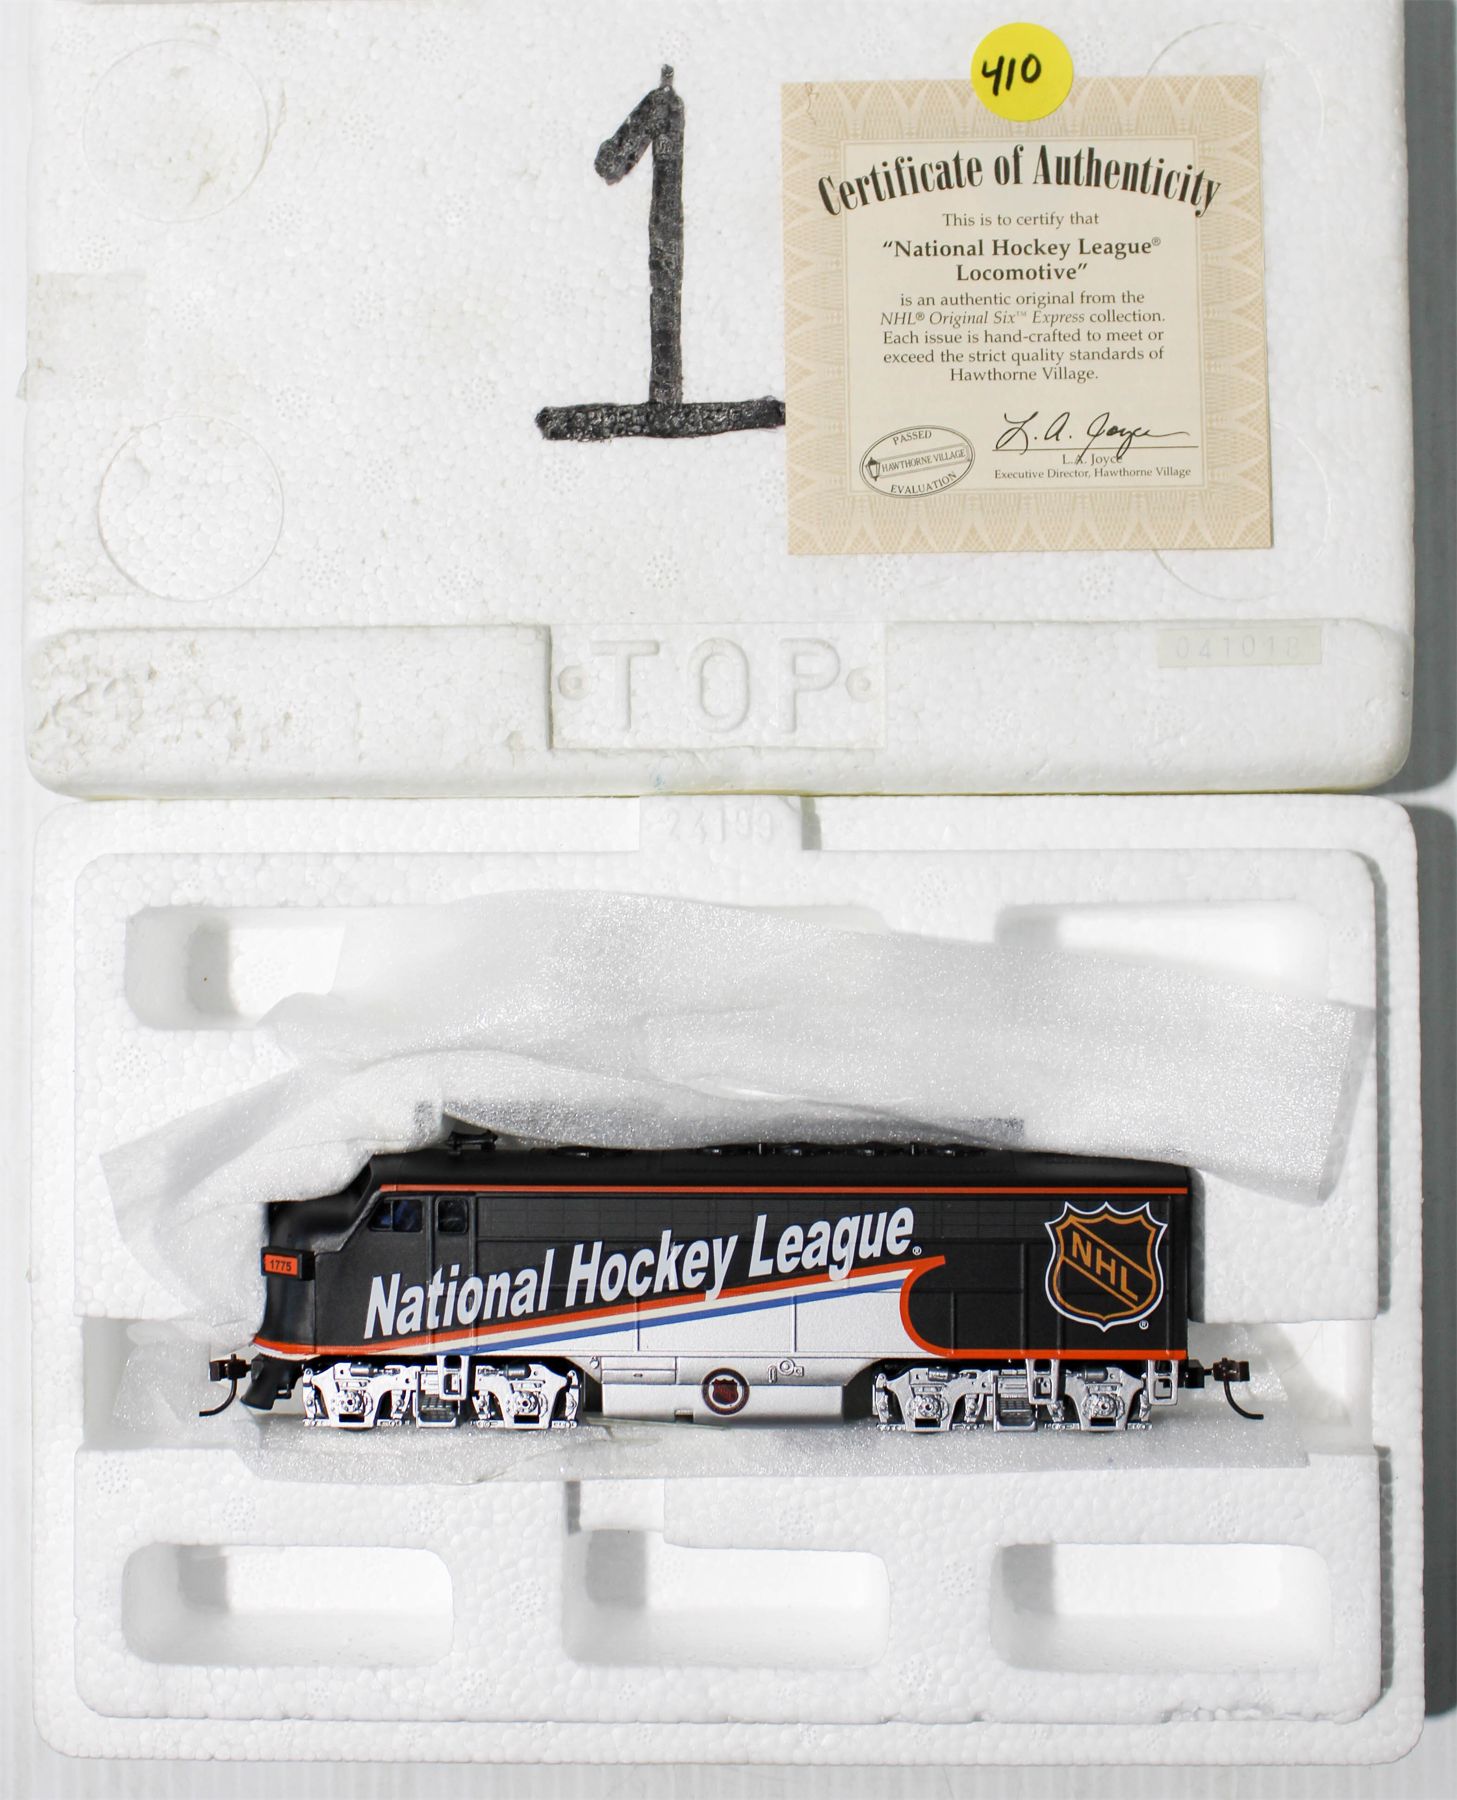 410
1
Certificate of Authenticity
This is to certify that
“National Hockey League®
Locomotive”
is an authentic original from the
NHL® Original Six™ Express collection.
Each issue is hand-crafted to meet or
exceed the strict quality standards of
Hawthorne Village.
PASSED
HAWTHORNE VILLAGE
EVALUATION
L. A. Joyce
L.A. Joyce
Executive Director, Hawthorne Village
TOP
041018
24199
National Hockey League®
NHL®
1775